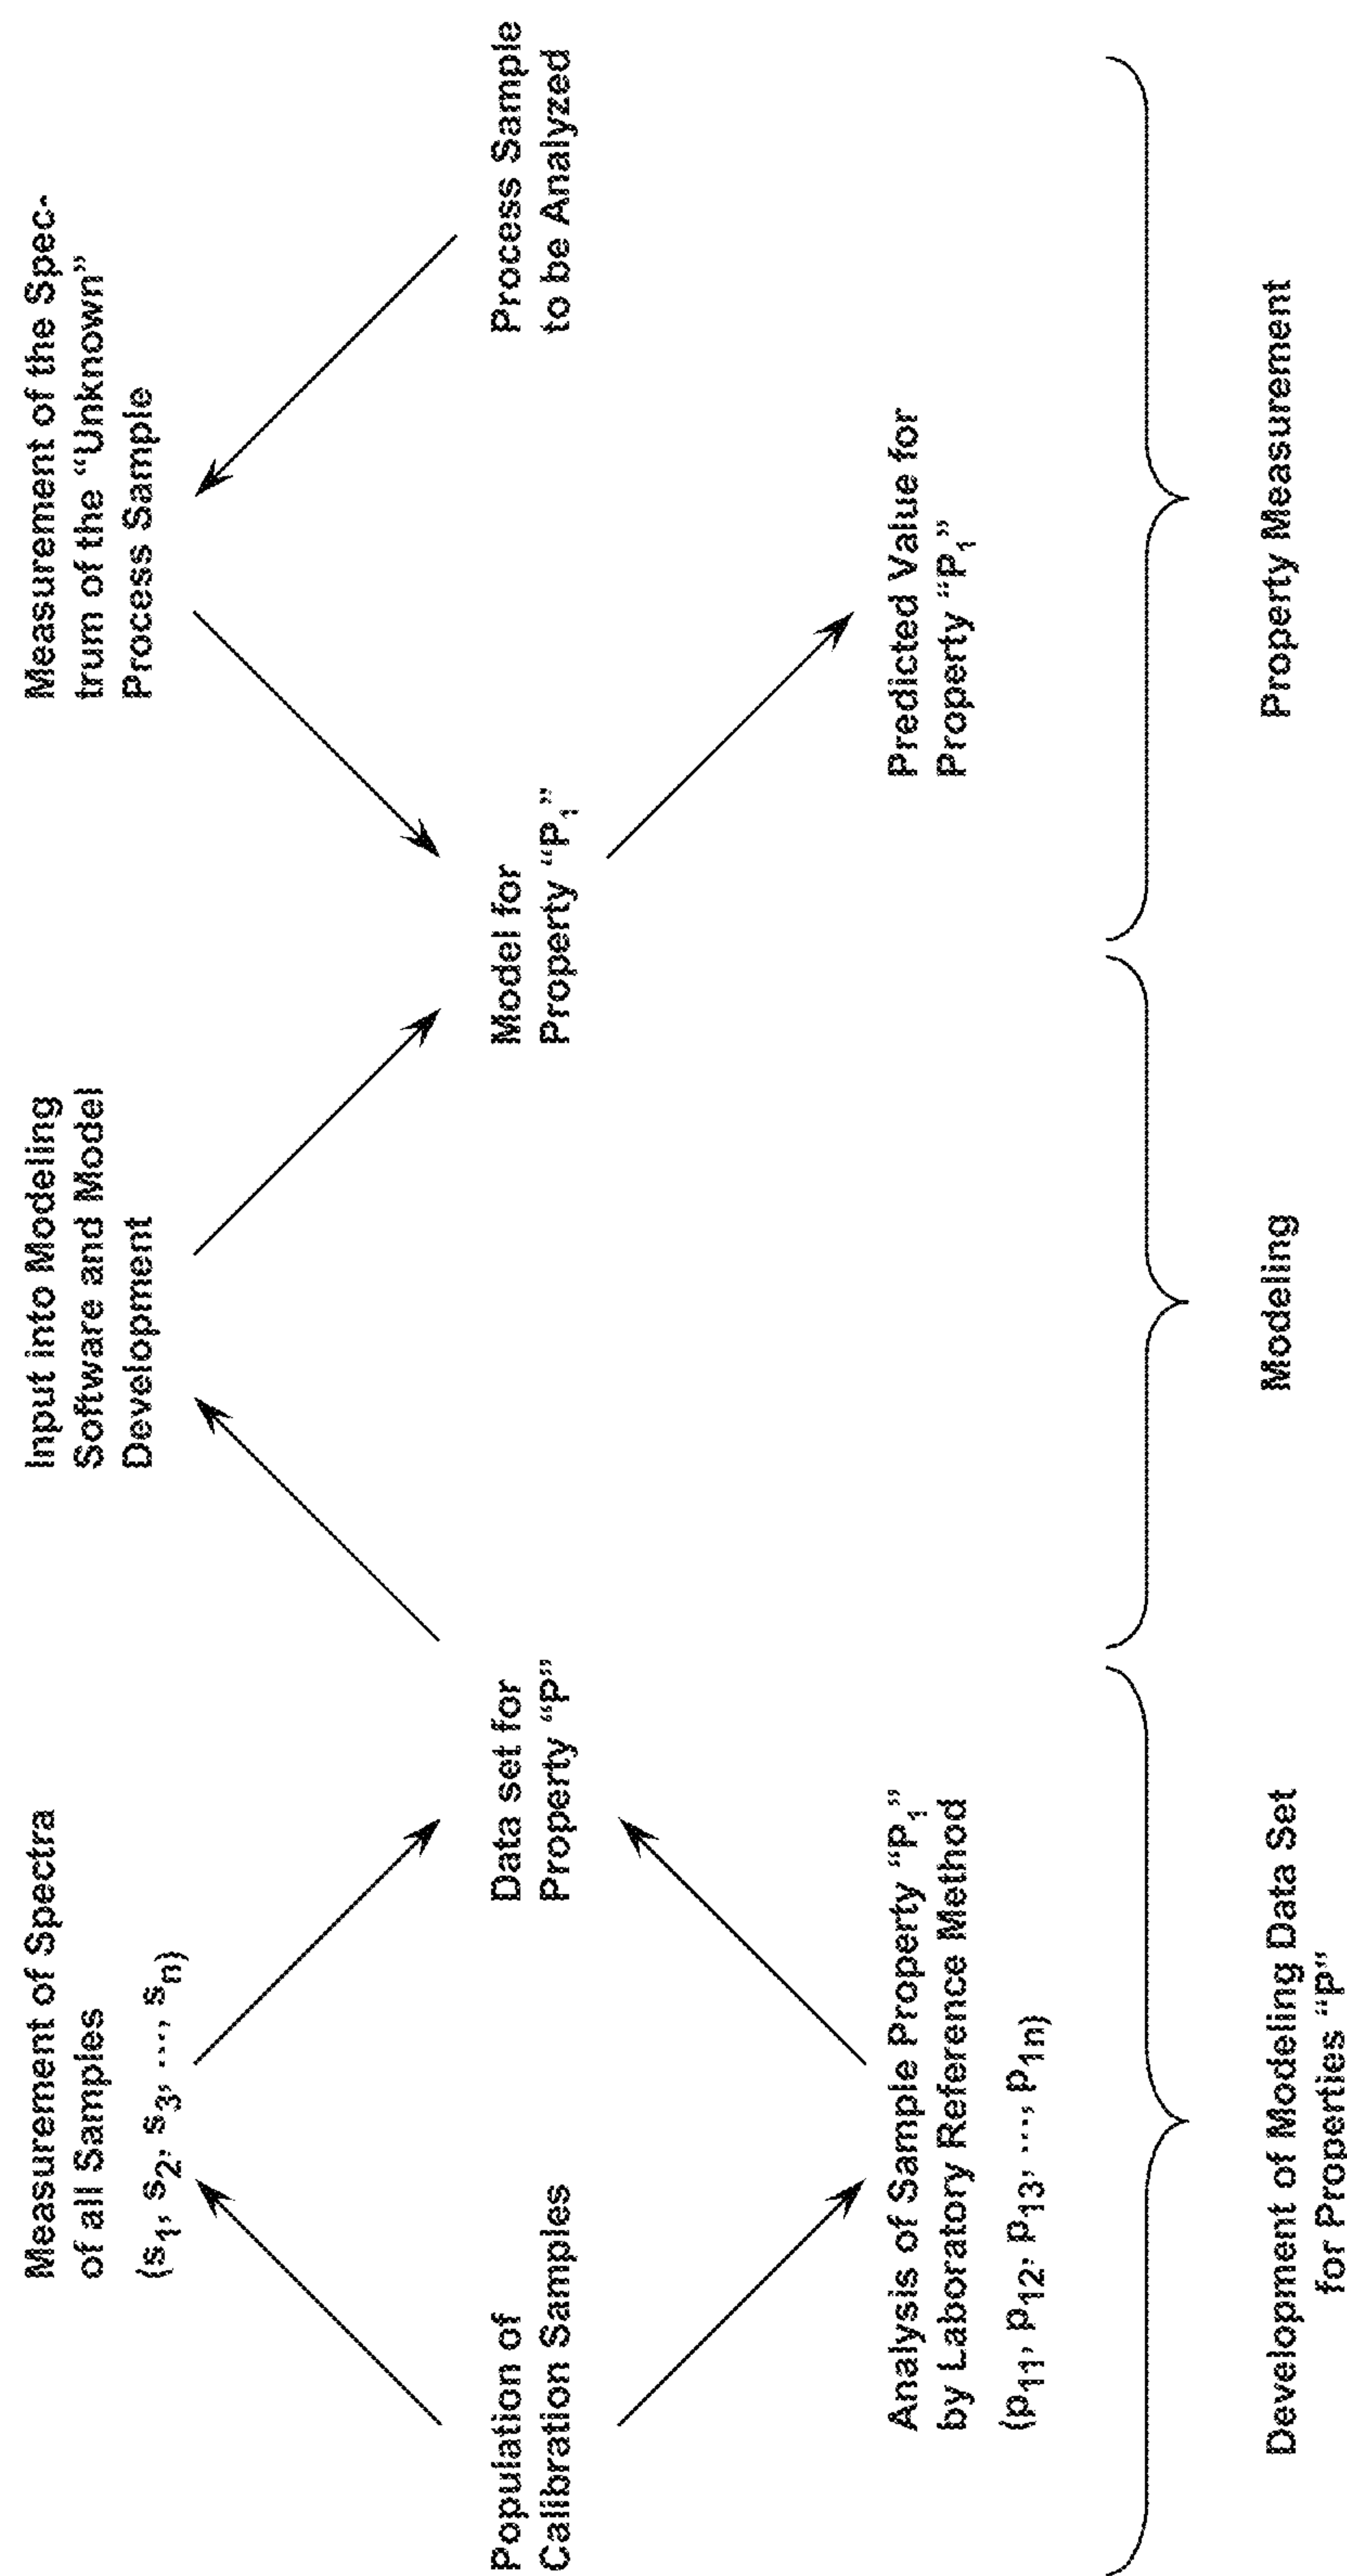 Measurement of Spectra
of all Samples
(s1, s2, s3, ..., sn)
Input into Modeling
Software and Model
Development
Measurement of the Spec-
trum of the “Unknown”
Process Sample
Population of
Calibration Samples
Data set for
Property “P”
Model for
Property “P1”
Process Sample
to be Analyzed
Analysis of Sample Property “P1”
by Laboratory Reference Method
(p11, p12, p13, ..., p1n)
Predicted Value for
Property “P1”
Development of Modeling Data Set
for Properties “P”
Modeling
Property Measurement